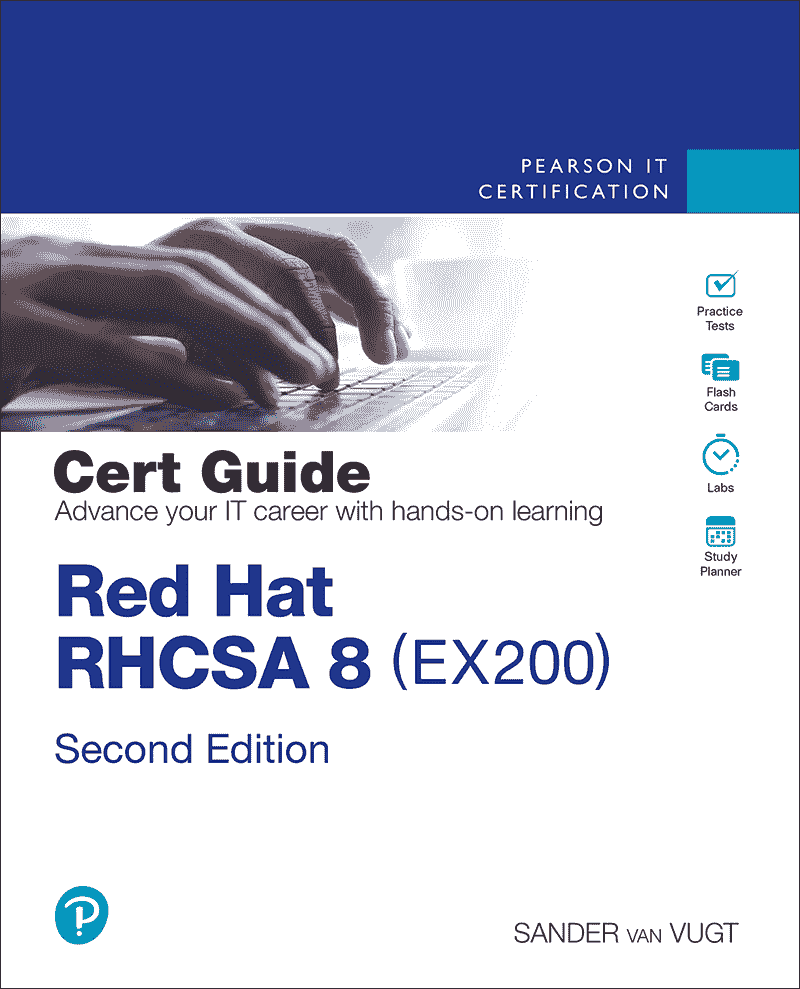 PEARSON IT
CERTIFICATION
Practice
Tests
Flash
Cards
Labs
Study
Planner
Cert Guide
Advance your IT career with hands-on learning
Red Hat
RHCSA 8 (EX200)
Second Edition
P
SANDER VAN VUGT